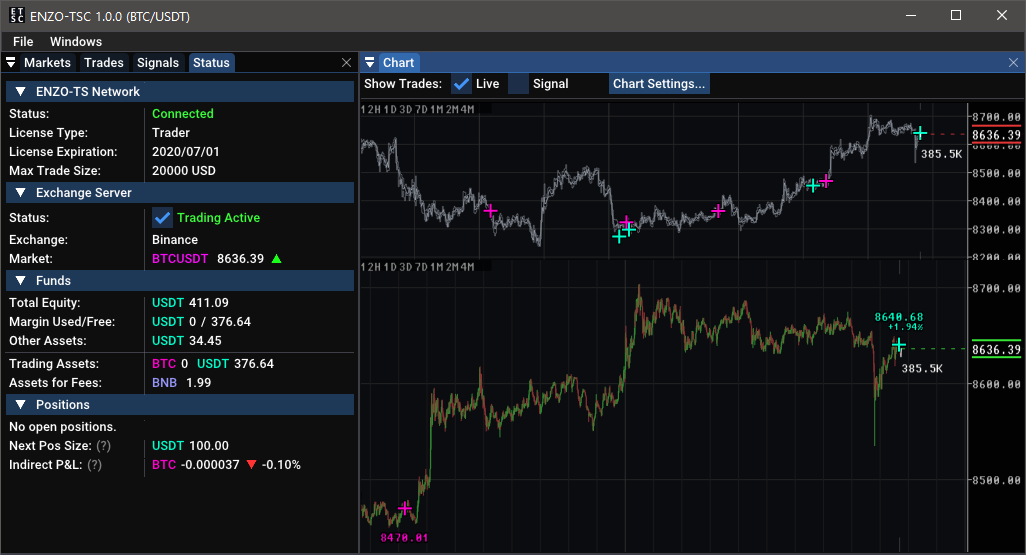 ETSC ENZO-TSC 1.0.0 (BTC/USDT)
File Windows
Markets Trades Signals Status
ENZO-TS Network
Status: Connected
License Type: Trader
License Expiration: 2020/07/01
Max Trade Size: 20000 USD
Exchange Server
Status: Trading Active
Exchange: Binance
Market: BTCUSDT 8636.39 ▲
Funds
Total Equity: USDT 411.09
Margin Used/Free: USDT 0 / 376.64
Other Assets: USDT 34.45
Trading Assets: BTC 0 USDT 376.64
Assets for Fees: BNB 1.99
Positions
No open positions.
Next Pos Size: (?) USDT 100.00
Indirect P&L: (?) BTC -0.000037 ▼ -0.10%
Chart
Show Trades: Live Signal Chart Settings...
12H 1D 3D 7D 1M 2M 4M
8700.00
8636.39
8600.00
385.5K
8500.00
8400.00
8300.00
8200.00
12H 1D 3D 7D 1M 2M 4M
8700.00
8640.68
+1.94%
8636.39
385.5K
8600.00
8500.00
8470.01